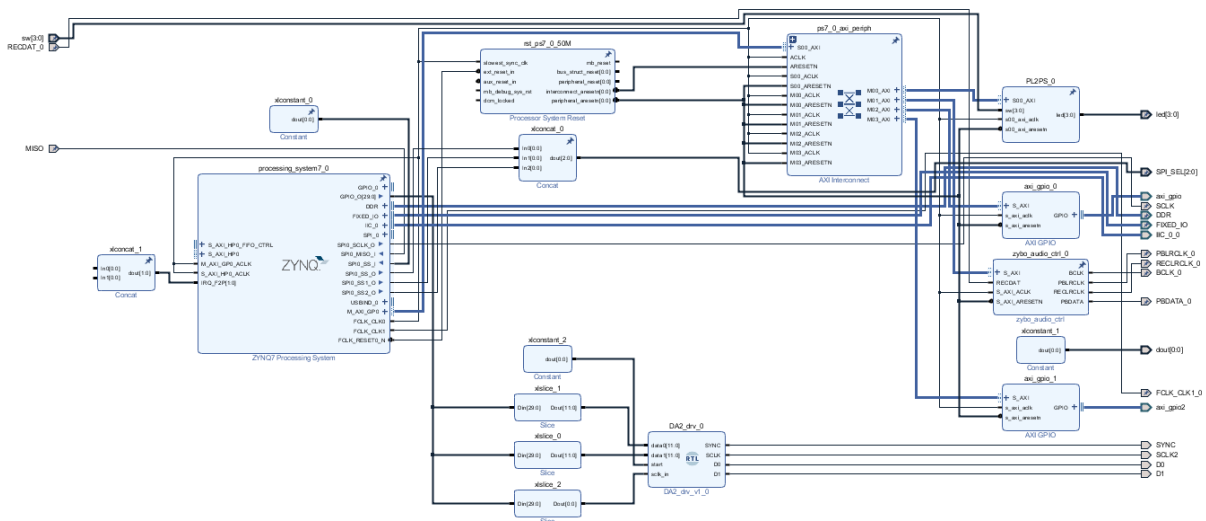 sw[3:0]
RECDAT_0
MISO
xlconstant_0
dout[0:0]
Constant
rst_ps7_0_50M
slowest_sync_clk
ext_reset_in
aux_reset_in
mb_debug_sys_rst
dcm_locked
mb_reset
bus_struct_reset[0:0]
peripheral_reset[0:0]
interconnect_aresetn[0:0]
peripheral_aresetn[0:0]
Processor System Reset
xlconcat_0
In0[0:0]
In1[0:0]
In2[0:0]
dout[2:0]
Concat
ps7_0_axi_periph
S00_AXI
ACLK
ARESETN
S00_ACLK
S00_ARESETN
M00_ACLK
M00_ARESETN
M01_ACLK
M01_ARESETN
M02_ACLK
M02_ARESETN
M03_ACLK
M03_ARESETN
M00_AXI
M01_AXI
M02_AXI
M03_AXI
AXI Interconnect
PL2PS_0
S00_AXI
sw[3:0]
s00_axi_aclk
s00_axi_aresetn
led[3:0]
processing_system7_0
S_AXI_HP0_FIFO_CTRL
S_AXI_HP0
M_AXI_GP0_ACLK
S_AXI_HP0_ACLK
IRQ_F2P[1:0]
ZYNQ
GPIO_0
GPIO_O[29:0]
DDR
FIXED_IO
IIC_0
SPI_0
SPI0_SCLK_O
SPI0_MISO_I
SPI0_SS_I
SPI0_SS_O
SPI0_SS1_O
SPI0_SS2_O
USBIND_0
M_AXI_GP0
FCLK_CLK0
FCLK_CLK1
FCLK_RESET0_N
ZYNQ7 Processing System
xlconcat_1
In0[0:0]
In1[0:0]
dout[1:0]
Concat
axi_gpio_0
S_AXI
s_axi_aclk
s_axi_aresetn
GPIO
AXI GPIO
zybo_audio_ctrl_0
S_AXI
RECDAT
S_AXI_ACLK
S_AXI_ARESETN
BCLK
PBLRCLK
RECLRCLK
PBDATA
zybo_audio_ctrl
xlconstant_1
dout[0:0]
Constant
axi_gpio_1
S_AXI
s_axi_aclk
s_axi_aresetn
GPIO
AXI GPIO
xlconstant_2
dout[0:0]
Constant
xlslice_1
Din[29:0]
Dout[11:0]
Slice
xlslice_0
Din[29:0]
Dout[11:0]
Slice
xlslice_2
Din[29:0]
Dout[0:0]
Slice
DA2_drv_0
data0[11:0]
data1[11:0]
start
sclk_in
RTL
SYNC
SCLK
D0
D1
DA2_drv_v1_0
led[3:0]
SPI_SEL[2:0]
axi_gpio
SCLK
DDR
FIXED_IO
IIC_0_0
PBLRCLK_0
RECLRCLK_0
BCLK_0
PBDATA_0
dout[0:0]
FCLK_CLK1_0
axi_gpio2
SYNC
SCLK2
D0
D1